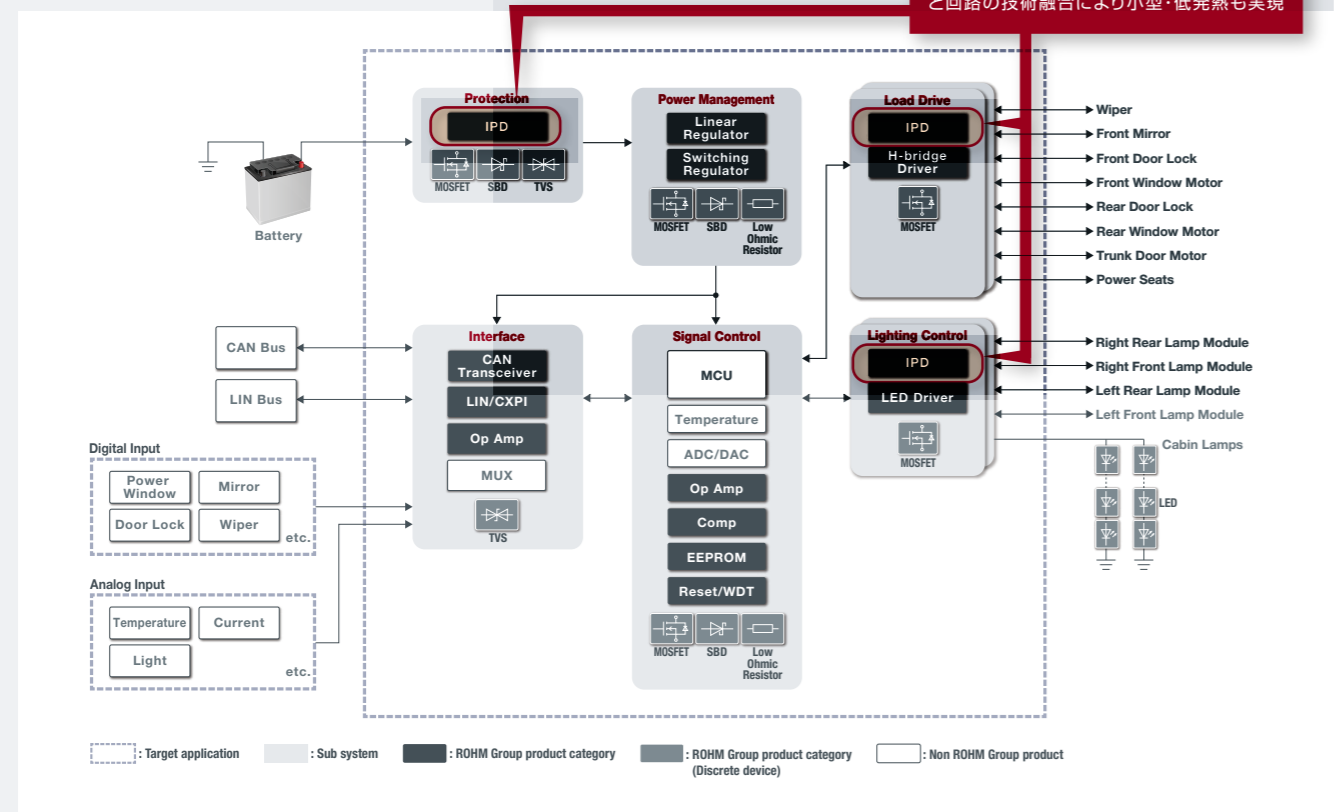 と回路の技術融合により小型・低発熱も実現
Protection
IPD
MOSFET
SBD
TVS
Battery
Power Management
Linear
Regulator
Switching
Regulator
MOSFET
SBD
Low
Ohmic
Resistor
Load Drive
IPD
H-bridge
Driver
MOSFET
Wiper
Front Mirror
Front Door Lock
Front Window Motor
Rear Door Lock
Rear Window Motor
Trunk Door Motor
Power Seats
CAN Bus
LIN Bus
Interface
CAN
Transceiver
LIN/CXPI
Op Amp
MUX
TVS
Signal Control
MCU
Temperature
ADC/DAC
Op Amp
Comp
EEPROM
Reset/WDT
MOSFET
SBD
Low
Ohmic
Resistor
Lighting Control
IPD
LED Driver
MOSFET
Right Rear Lamp Module
Right Front Lamp Module
Left Rear Lamp Module
Left Front Lamp Module
Cabin Lamps
LED
Digital Input
Power
Window
Mirror
Door Lock
Wiper
etc.
Analog Input
Temperature
Current
Light
etc.
: Target application
: Sub system
: ROHM Group product category
: ROHM Group product category
(Discrete device)
: Non ROHM Group product